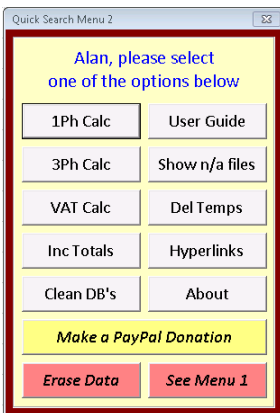 Quick Search Menu 2
Alan, please select
one of the options below
1Ph Calc
User Guide
3Ph Calc
Show n/a files
VAT Calc
Del Temps
Inc Totals
Hyperlinks
Clean DB's
About
Make a PayPal Donation
Erase Data
See Menu 1